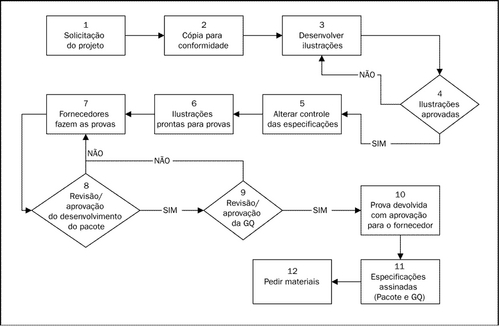 1
Solicitação
do projeto
2
Cópia para
conformidade
3
Desenvolver
ilustrações
NÃO
4
Ilustrações
aprovadas
7
Fornecedores
fazem as provas
6
Ilustrações
prontas para provas
5
Alterar controle
das especificações
SIM
NÃO
NÃO
8
Revisão/
aprovação
do desenvolvimento
do pacote
SIM
9
Revisão/
aprovação
da GQ
SIM
10
Prova devolvida
com aprovação
para o fornecedor
12
Pedir materiais
11
Especificações
assinadas
(Pacote e GQ)